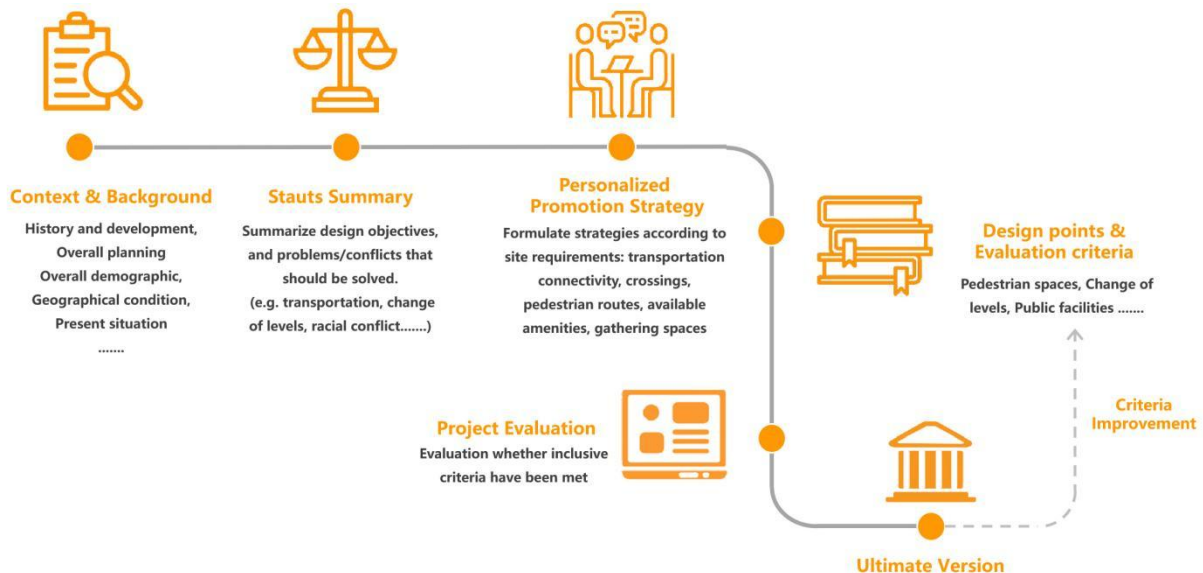 Context & Background
History and development,
Overall planning
Overall demographic,
Geographical condition,
Present situation
.......
Stauts Summary
Summarize design objectives,
and problems/conflicts that
should be solved.
(e.g. transportation, change
of levels, racial conflict.......)
Personalized
Promotion Strategy
Formulate strategies according to
site requirements: transportation
connectivity, crossings,
pedestrian routes, available
amenities, gathering spaces
Design points &
Evaluation criteria
Pedestrian spaces, Change of
levels, Public facilities .......
Project Evaluation
Evaluation whether inclusive
criteria have been met
Criteria
Improvement
Ultimate Version